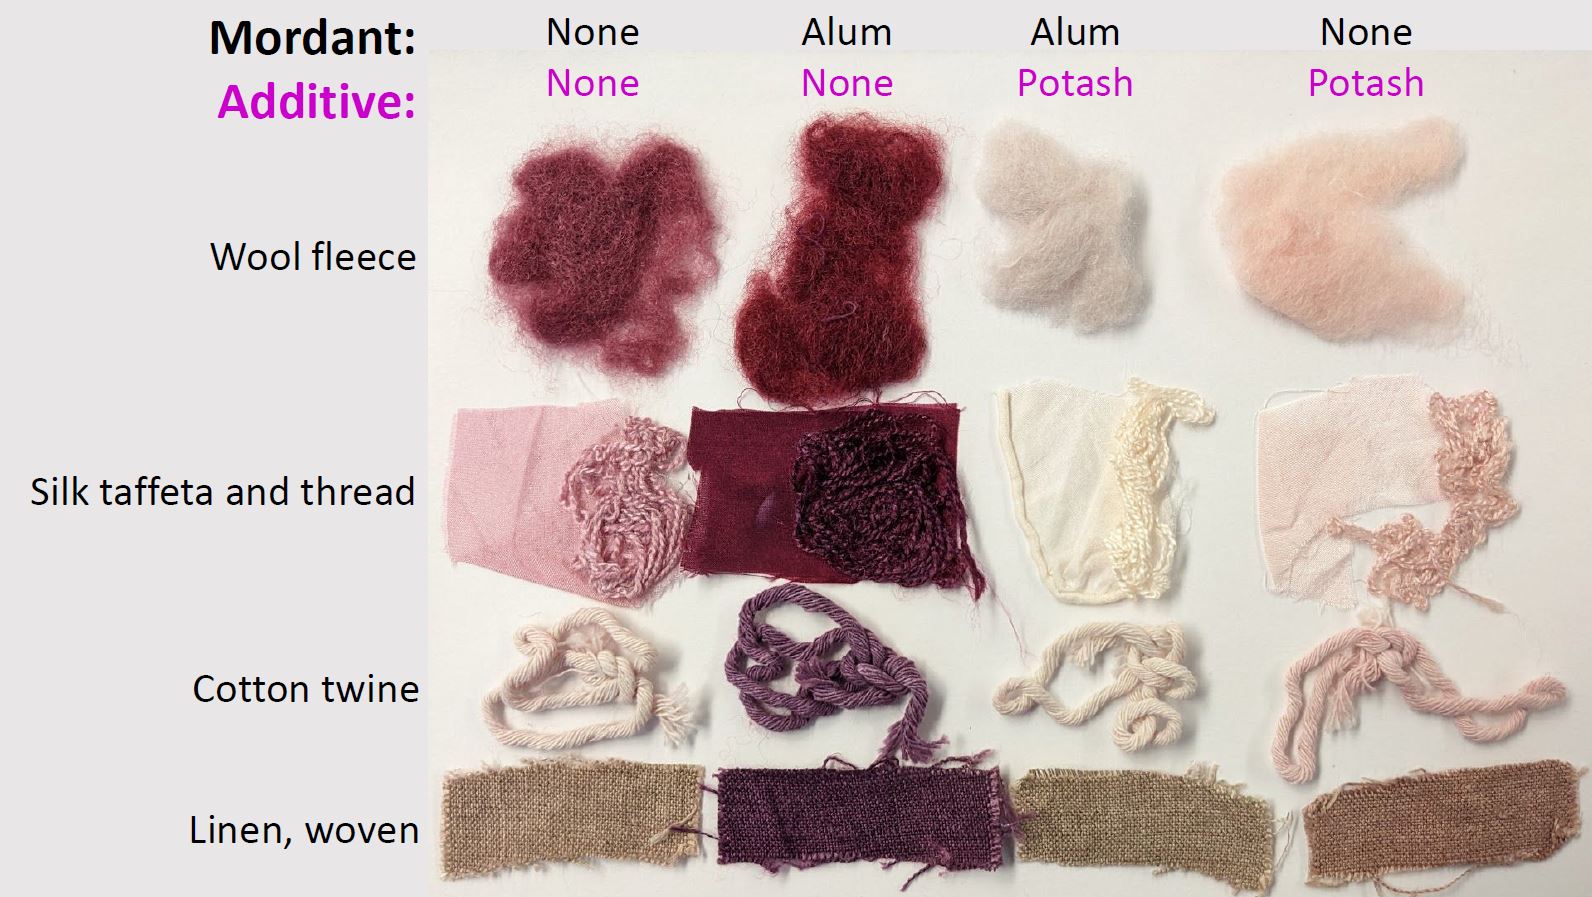 Mordant: None Alum Alum None
Additive: None None Potash Potash
Wool fleece
Silk taffeta and thread
Cotton twine
Linen, woven